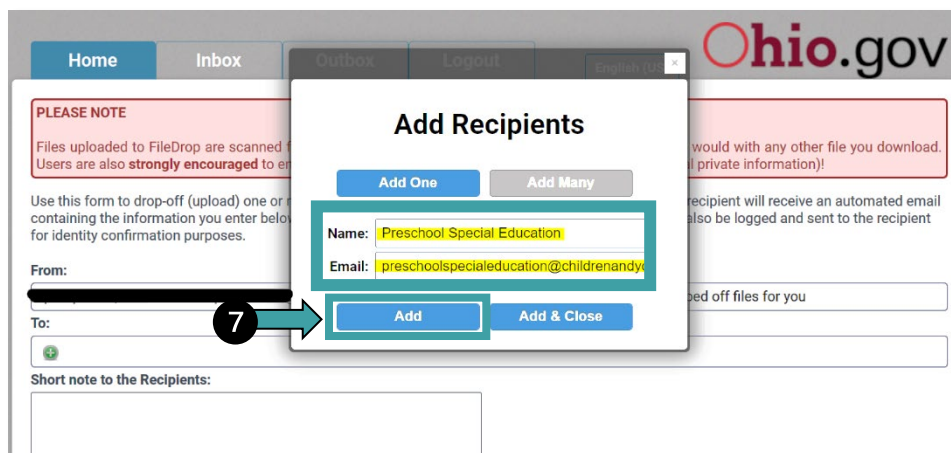 Ohio.gov
Home Inbox Outbox Logout English (US
×
PLEASE NOTE
Files uploaded to FileDrop are scanned would with any other file you download.
Users are also strongly encouraged to private information)!
Add Recipients
Add One Add Many
Use this form to drop-off (upload) one or recipient will receive an automated email
containing the information you enter also be logged and sent to the recipient
for identity confirmation purposes.
Name: Preschool Special Education
Email: preschoolspecialeducation@childrenandyo
From:
off files for you
7
Add Add & Close
To:
Short note to the Recipients: